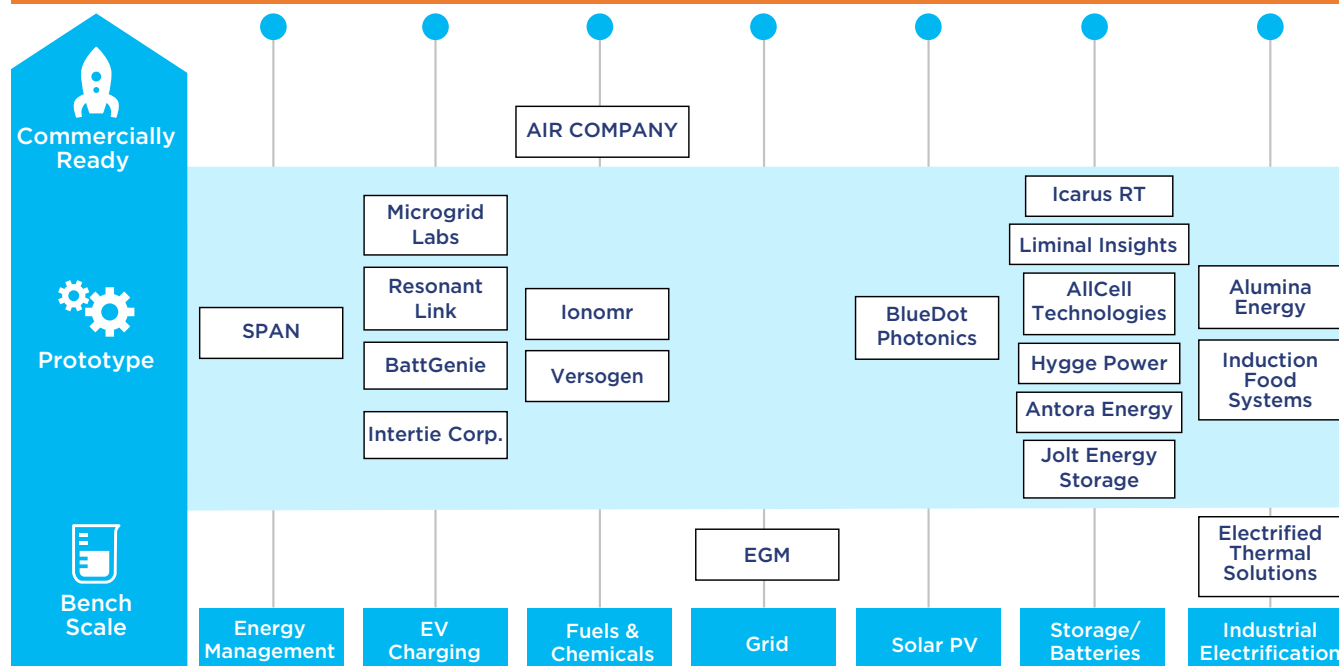 Commercially
Ready
AIR COMPANY
Prototype
SPAN
Microgrid
Labs
Resonant
Link
BattGenie
Intertie Corp.
Ionomr
Versogen
BlueDot
Photonics
Icarus RT
Liminal Insights
AllCell
Technologies
Hygge Power
Antora Energy
Jolt Energy
Storage
Alumina
Energy
Induction
Food
Systems
Bench
Scale
EGM
Electrified
Thermal
Solutions
Energy
Management
EV
Charging
Fuels &
Chemicals
Grid
Solar PV
Storage/
Batteries
Industrial
Electrification